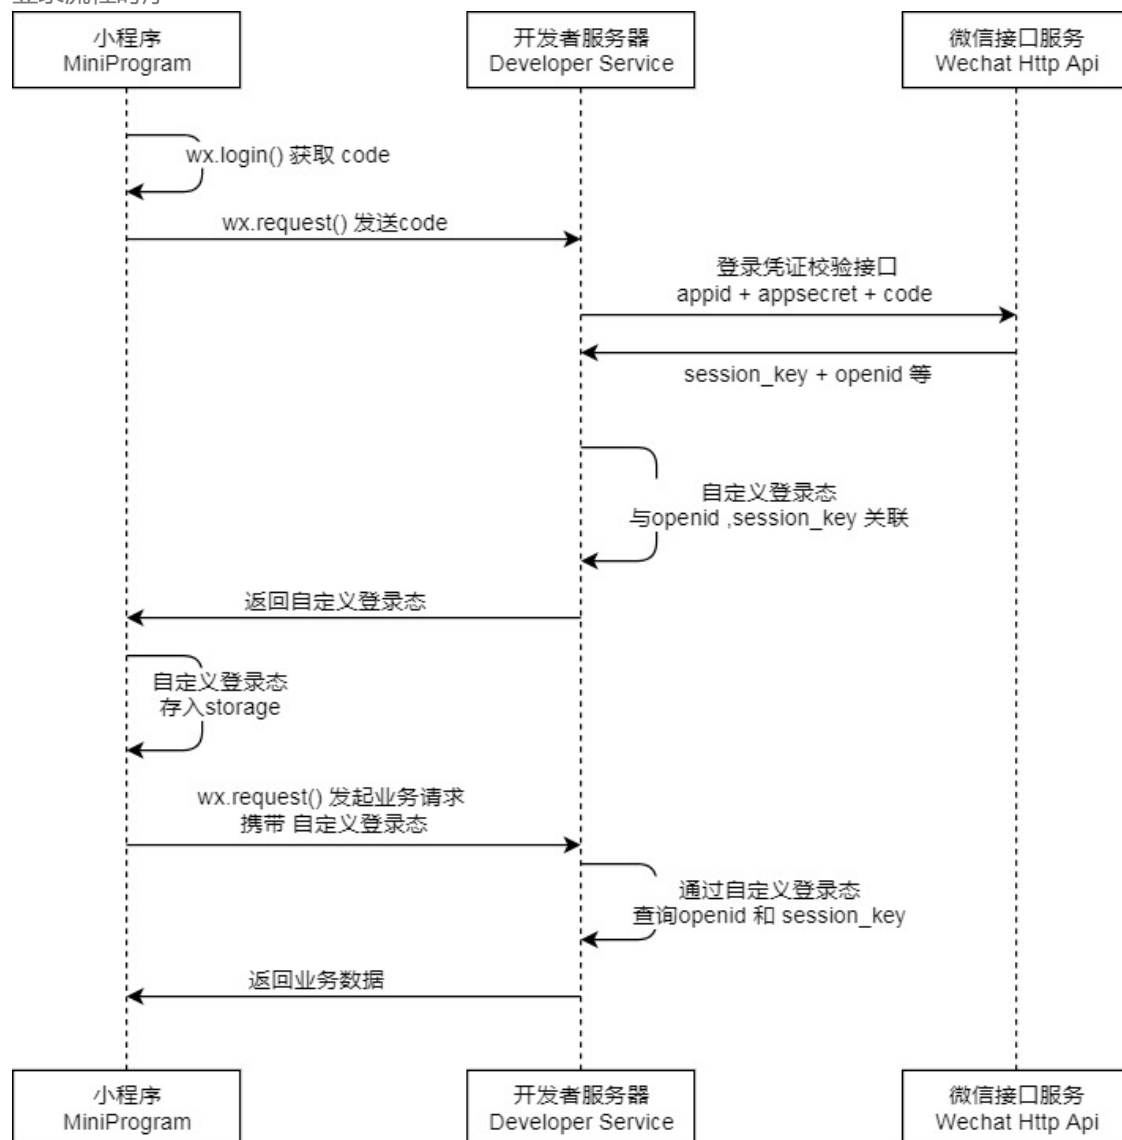 登录流程时序
小程序
MiniProgram
开发者服务器
Developer Service
微信接口服务
Wechat Http Api
wx.login() 获取 code
wx.request() 发送code
登录凭证校验接口
appid + appsecret + code
session_key + openid 等
自定义登录态
与openid ,session_key 关联
返回自定义登录态
自定义登录态
存入storage
wx.request() 发起业务请求
携带 自定义登录态
通过自定义登录态
查询openid 和 session_key
返回业务数据
小程序
MiniProgram
开发者服务器
Developer Service
微信接口服务
Wechat Http Api